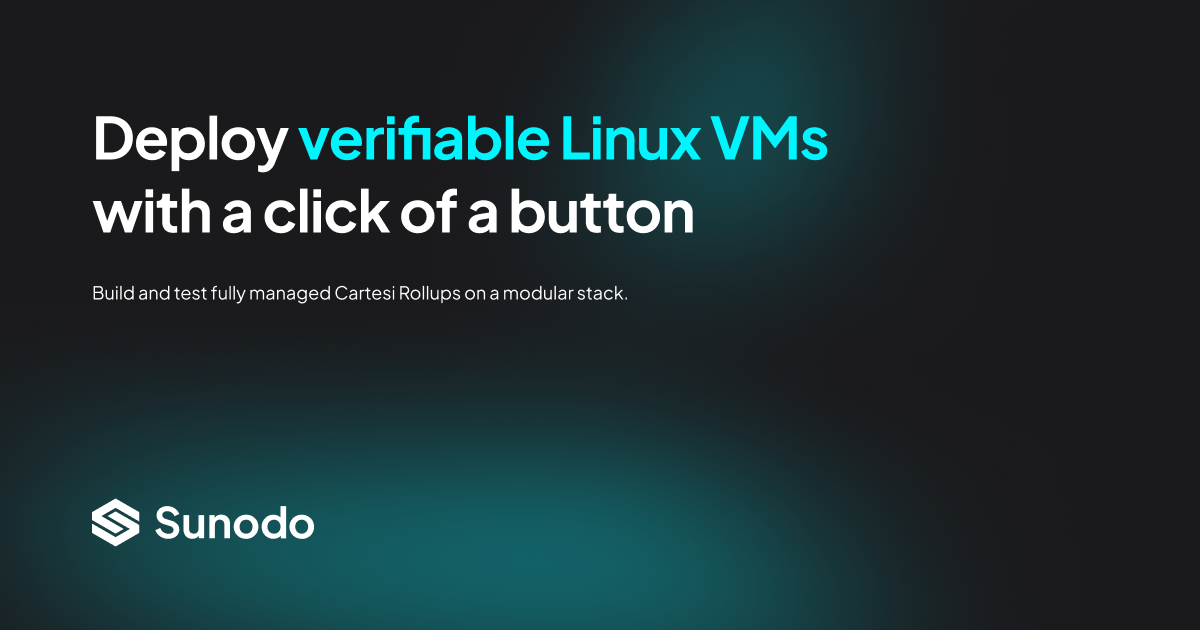 Deploy verifiable Linux VMs
with a click of a button
Build and test fully managed Cartesi Rollups on a modular stack.
Sunodo